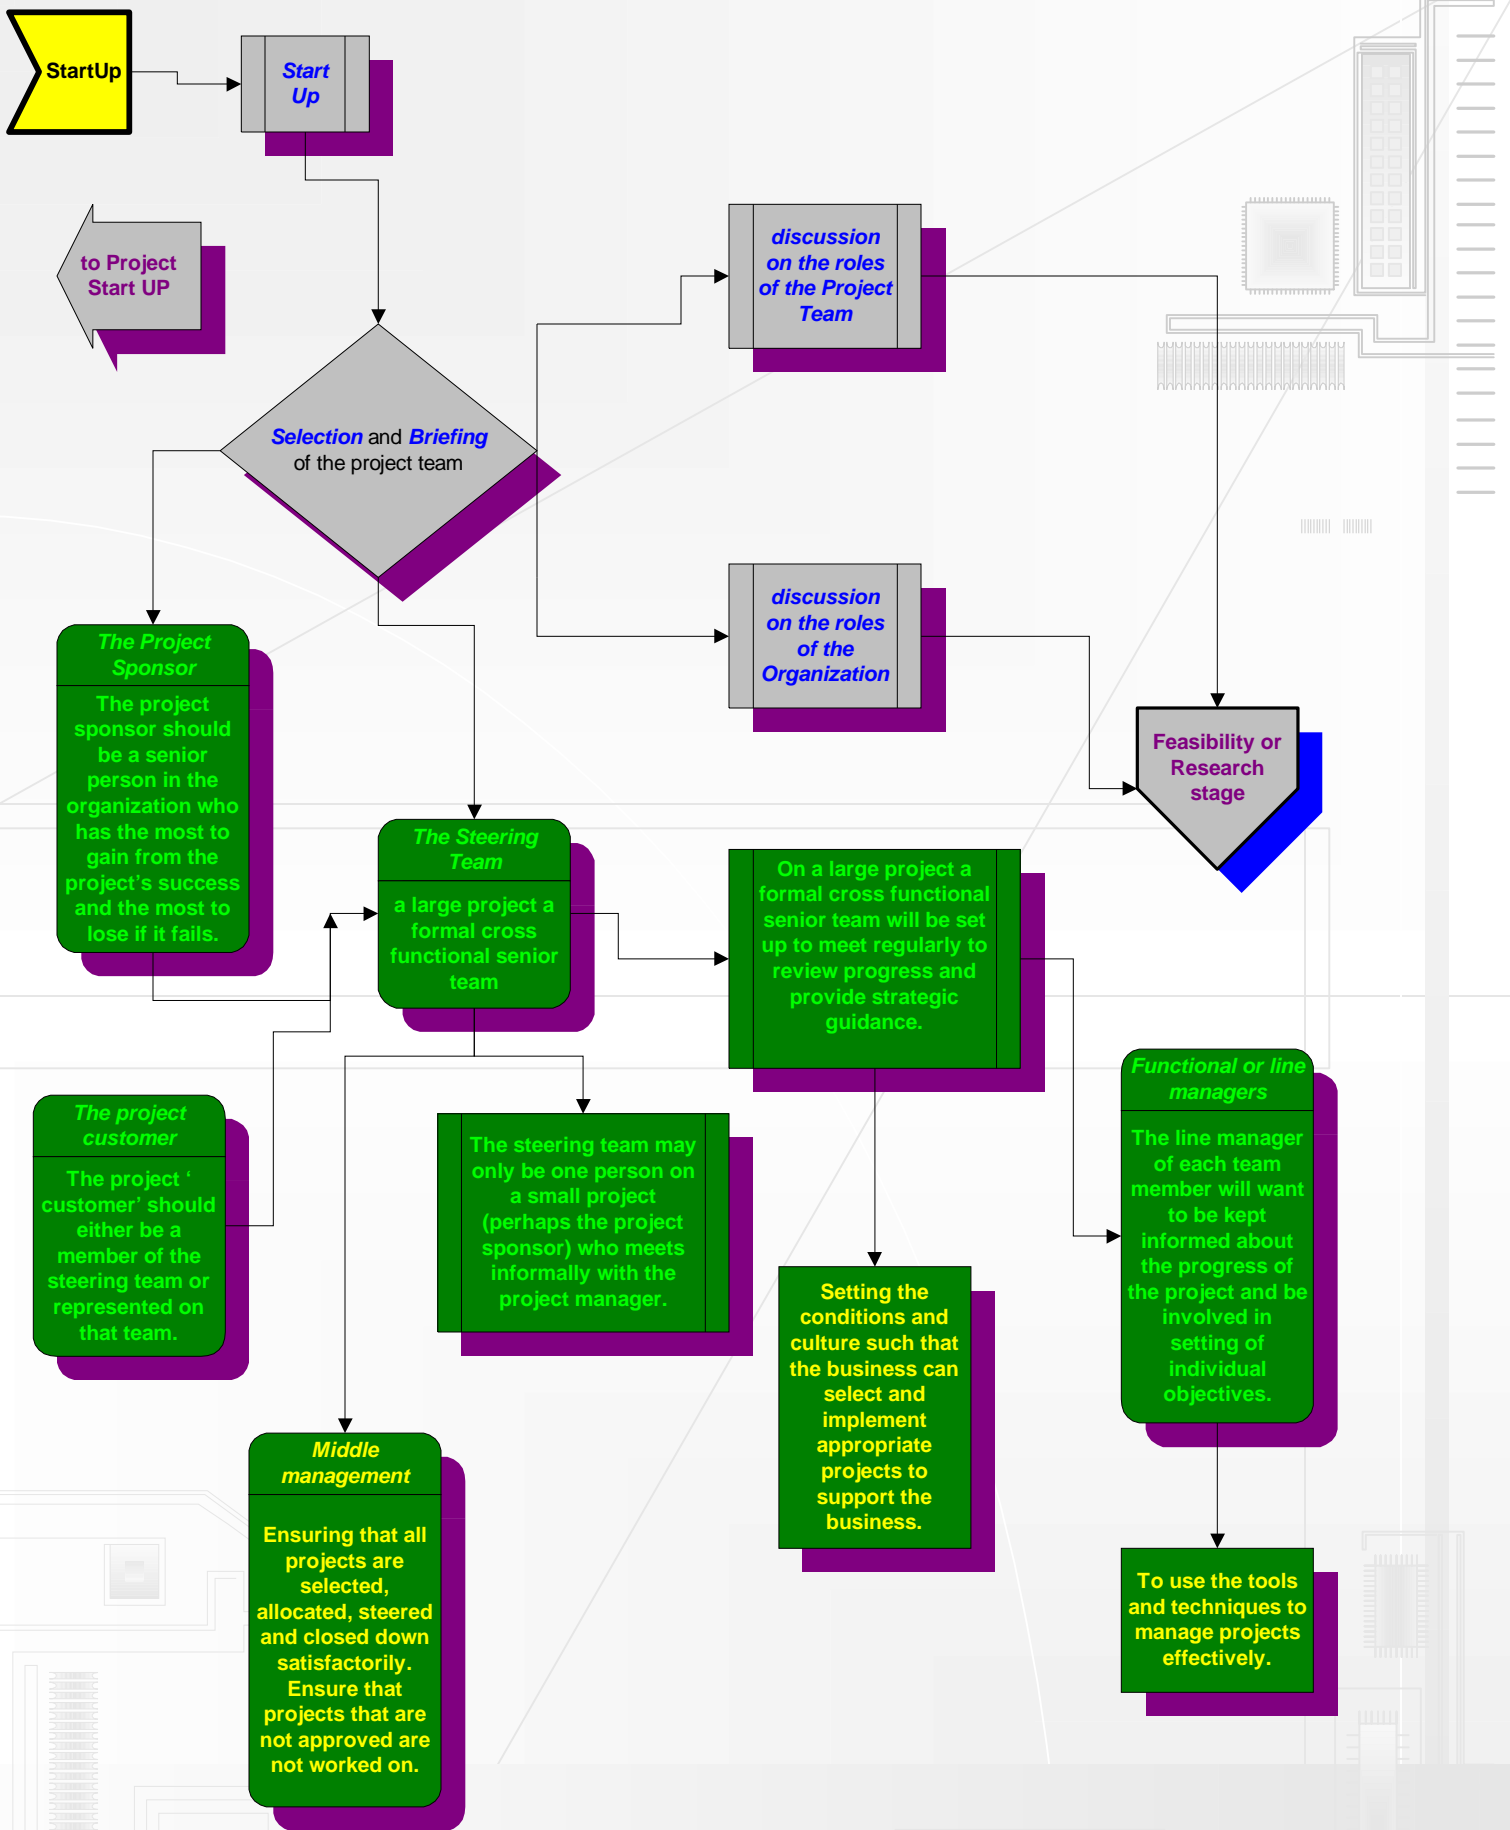 StartUp
Start
Up
to Project
Start UP
discussion
on the roles
of the Project
Team
Selection and Briefing
of the project team
discussion
on the roles
of the
Organization
The Project
Sponsor
The project
sponsor should
be a senior
person in the
organization who
has the most to
gain from the
project's success
and the most to
lose if it fails.
Feasibility or
Research
stage
The Steering
Team
a large project a
formal cross
functional senior
team
On a large project a
formal cross functional
senior team will be set
up to meet regularly to
review progress and
provide strategic
guidance.
The project
customer
The project ‘
customer’ should
either be a
member of the
steering team or
represented on
that team.
The steering team may
only be one person on
a small project
(perhaps the project
sponsor) who meets
informally with the
project manager.
Functional or line
managers
The line manager
of each team
member will want
to be kept
informed about
the progress of
the project and be
involved in
setting of
individual
objectives.
Setting the
conditions and
culture such that
the business can
select and
implement
appropriate
projects to
support the
business.
Middle
management
Ensuring that all
projects are
selected,
allocated, steered
and closed down
satisfactorily.
Ensure that
projects that are
not approved are
not worked on.
To use the tools
and techniques to
manage projects
effectively.